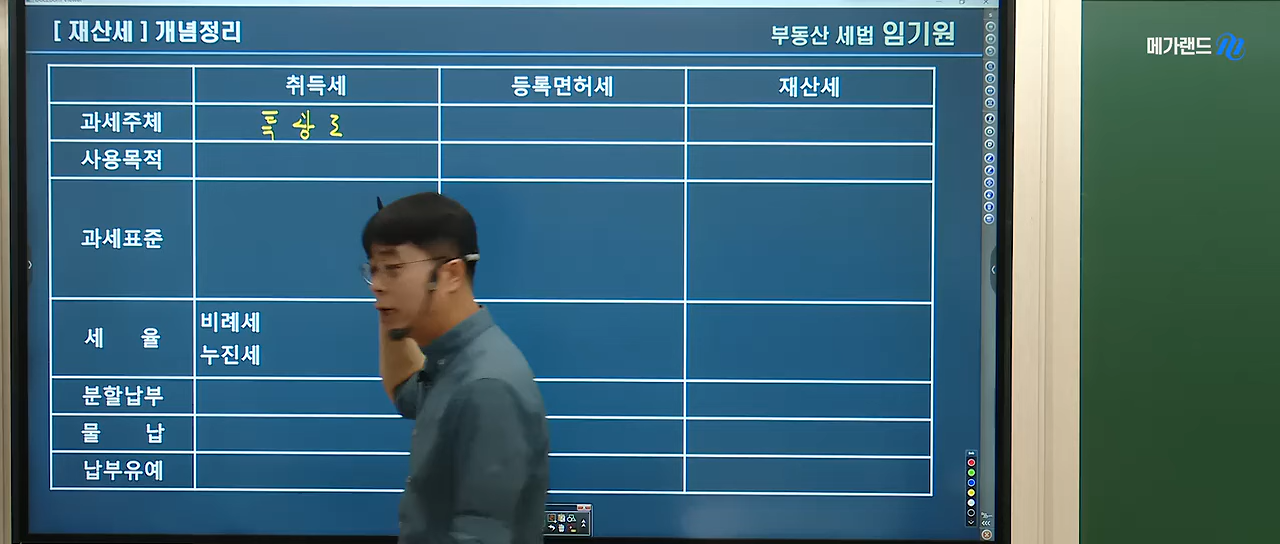 [ 재산세 ] 개념정리
부동산 세법 임기원
메가랜드
취득세 등록면허세 재산세
과세주체 특 광 도
사용목적
과세표준
세 율 비례세
누진세
분할납부
물 납
납부유예